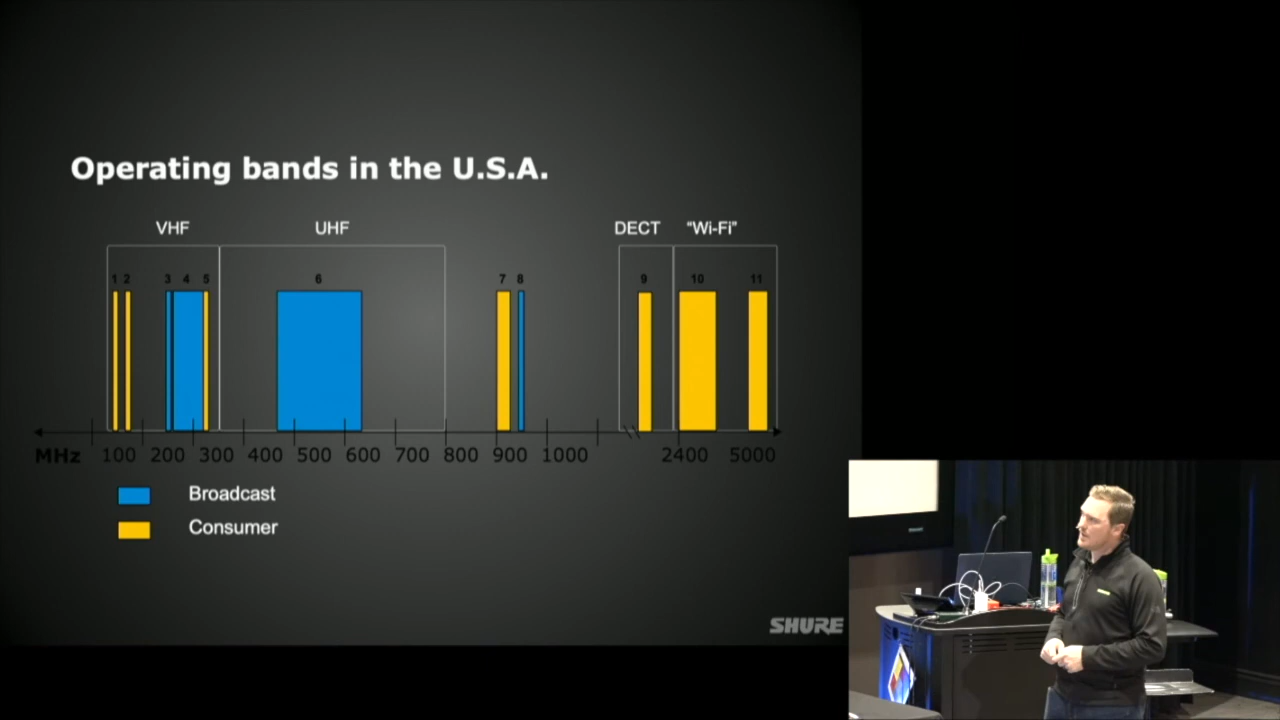 Operating bands in the U.S.A.
VHF UHF DECT “Wi-Fi”
1 2 3 4 5 6 7 8 9 10 11
MHz 100 200 300 400 500 600 700 800 900 1000 2400 5000
Broadcast
Consumer
SHURE